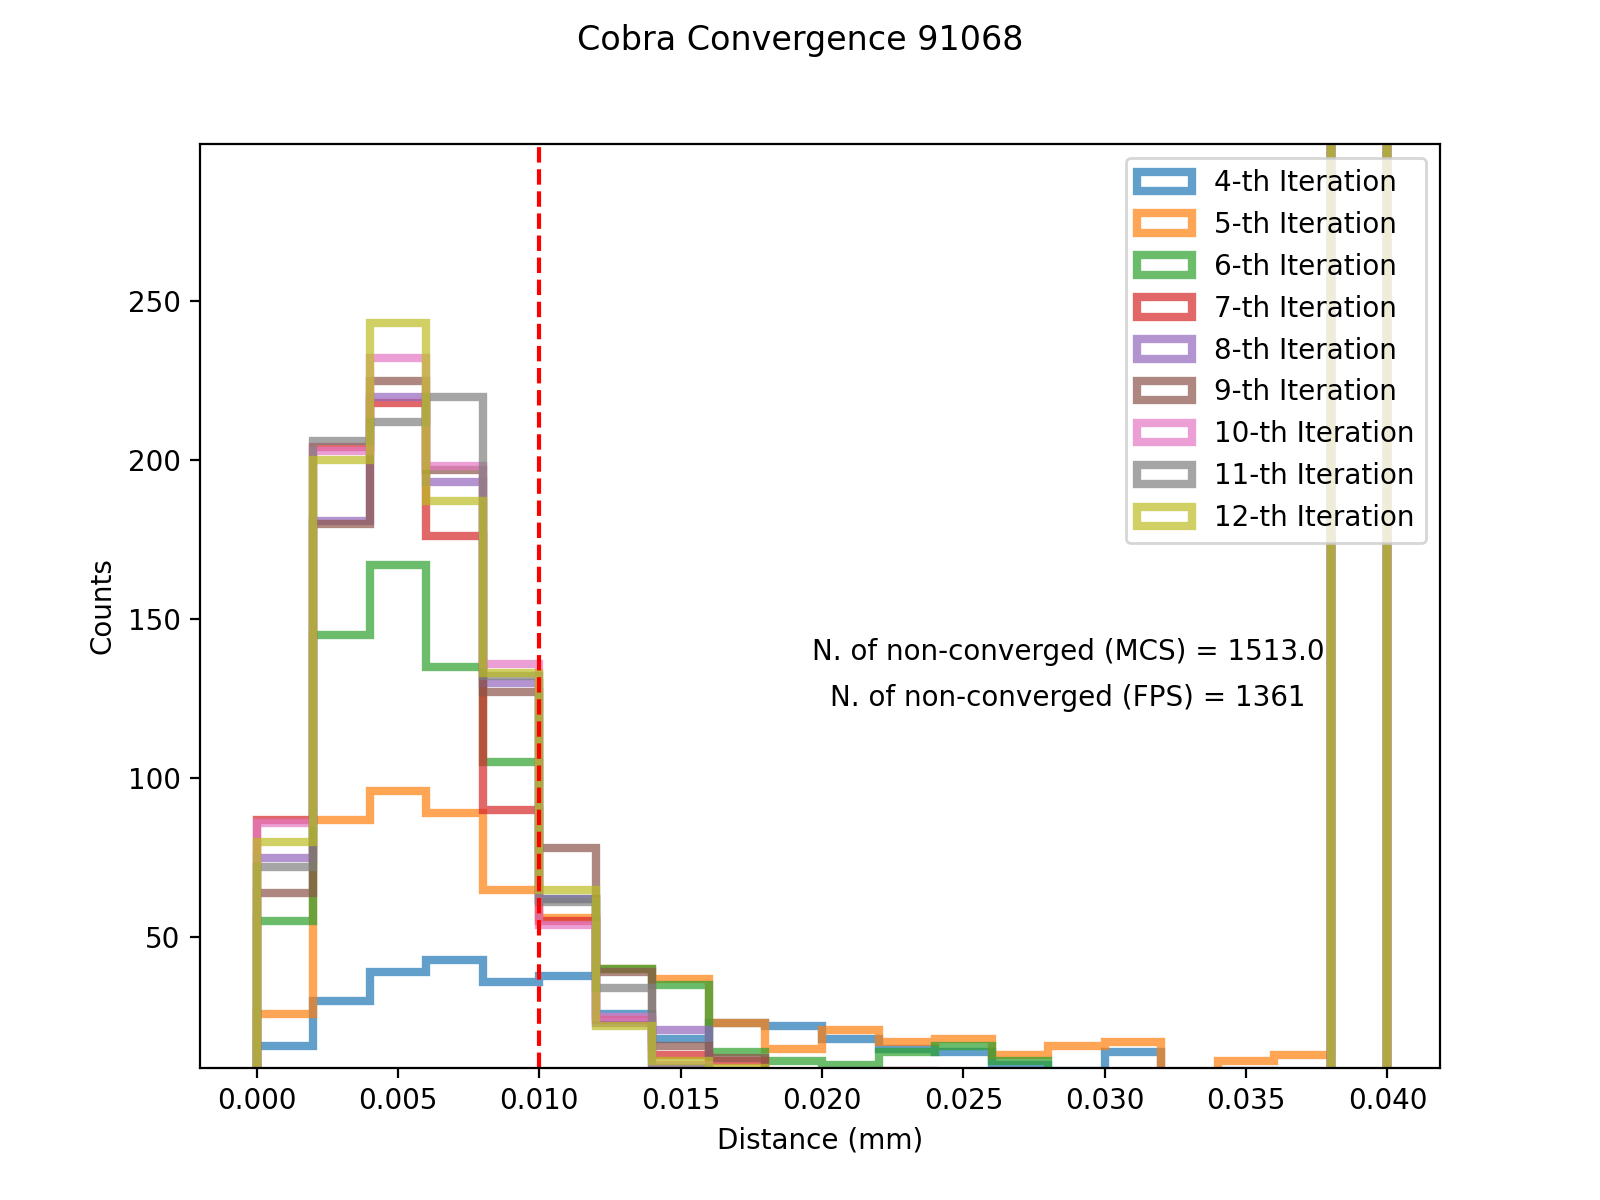 Cobra Convergence 91068
4-th Iteration
5-th Iteration
6-th Iteration
7-th Iteration
8-th Iteration
9-th Iteration
10-th Iteration
11-th Iteration
12-th Iteration
N. of non-converged (MCS) = 1513.0
N. of non-converged (FPS) = 1361
Counts
250
200
150
100
50
0.000 0.005 0.010 0.015 0.020 0.025 0.030 0.035 0.040
Distance (mm)